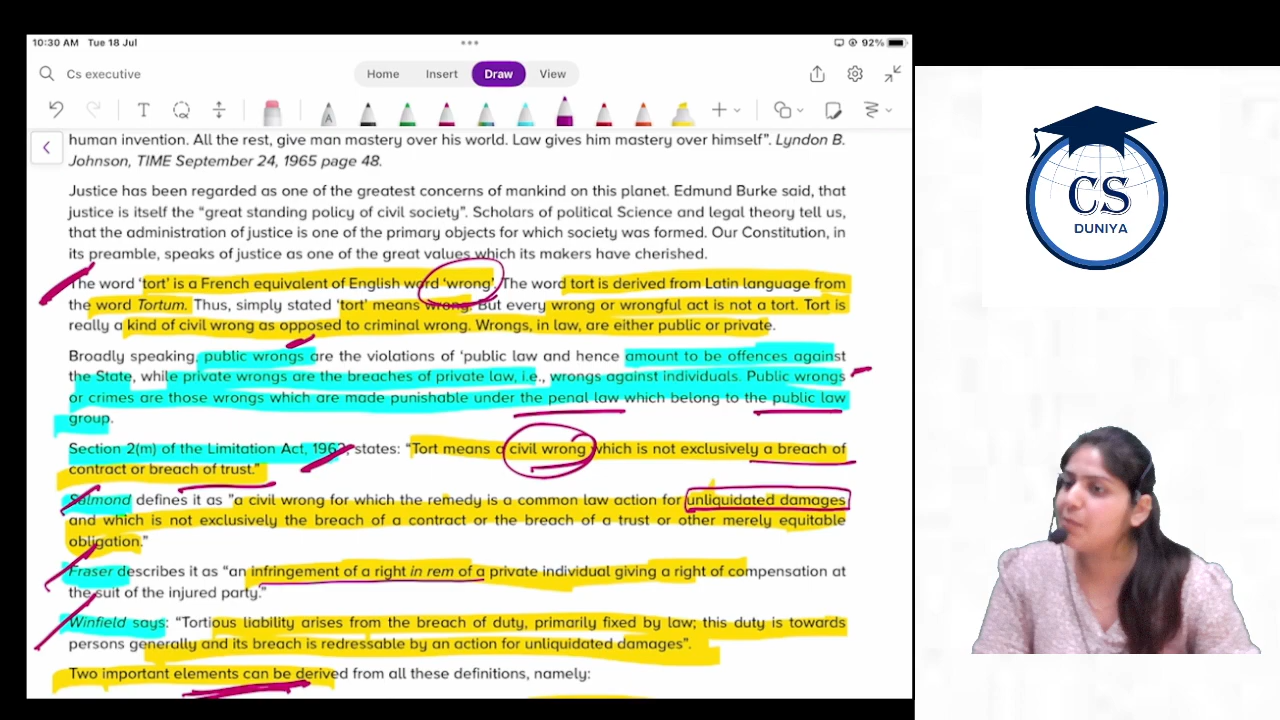 10:30 AM Tue 18 Jul
92%
Cs executive
Home Insert Draw View
human invention. All the rest, give man mastery over his world. Law gives him mastery over himself”. Lyndon B.
Johnson, TIME September 24, 1965 page 48.
Justice has been regarded as one of the greatest concerns of mankind on this planet. Edmund Burke said, that
justice is itself the “great standing policy of civil society”. Scholars of political Science and legal theory tell us,
that the administration of justice is one of the primary objects for which society was formed. Our Constitution, in
its preamble, speaks of justice as one of the great values which its makers have cherished.
The word ‘tort’ is a French equivalent of English word ‘wrong’. The word tort is derived from Latin language from
the word Tortum. Thus, simply stated ‘tort’ means wrong. But every wrong or wrongful act is not a tort. Tort is
really a kind of civil wrong as opposed to criminal wrong. Wrongs, in law, are either public or private.
Broadly speaking, public wrongs are the violations of ‘public law and hence amount to be offences against
the State, while private wrongs are the breaches of private law, i.e., wrongs against individuals. Public wrongs
or crimes are those wrongs which are made punishable under the penal law which belong to the public law
group.
Section 2(m) of the Limitation Act, 1963, states: “Tort means a civil wrong which is not exclusively a breach of
contract or breach of trust.”
Salmond defines it as “a civil wrong for which the remedy is a common law action for unliquidated damages
and which is not exclusively the breach of a contract or the breach of a trust or other merely equitable
obligation.”
Fraser describes it as “an infringement of a right in rem of a private individual giving a right of compensation at
the suit of the injured party.”
Winfield says: “Tortious liability arises from the breach of duty, primarily fixed by law; this duty is towards
persons generally and its breach is redressable by an action for unliquidated damages”.
Two important elements can be derived from all these definitions, namely:
CS
DUNIYA